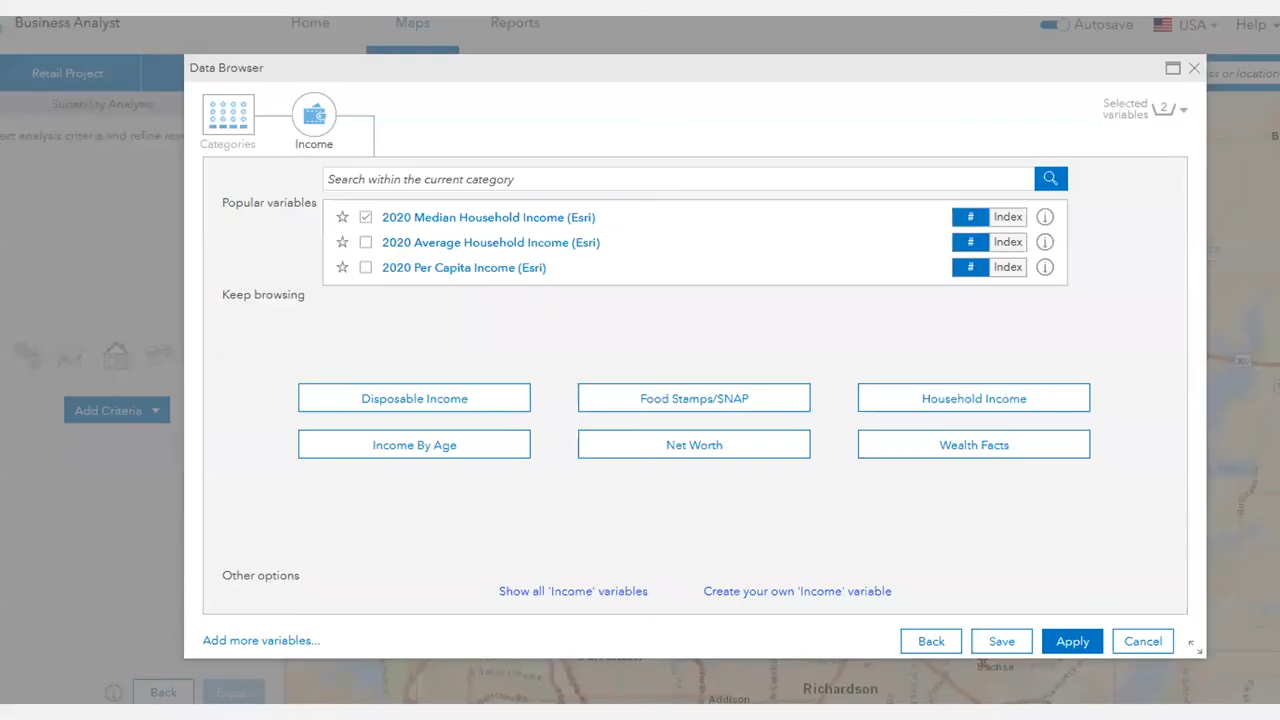 Business Analyst
Home
Maps
Reports
Autosave
USA
Help
Retail Project
Suitability Analysis
ss or location
Data Browser
Selected
variables
2
Categories
Income
Search within the current category
Popular variables
2020 Median Household Income (Esri)
# Index
2020 Average Household Income (Esri)
# Index
2020 Per Capita Income (Esri)
# Index
Keep browsing
Disposable Income
Food Stamps/SNAP
Household Income
Income By Age
Net Worth
Wealth Facts
Add Criteria
Other options
Show all 'Income' variables
Create your own 'Income' variable
Add more variables...
Back
Save
Apply
Cancel
Sachse
Richardson
Addison
Back